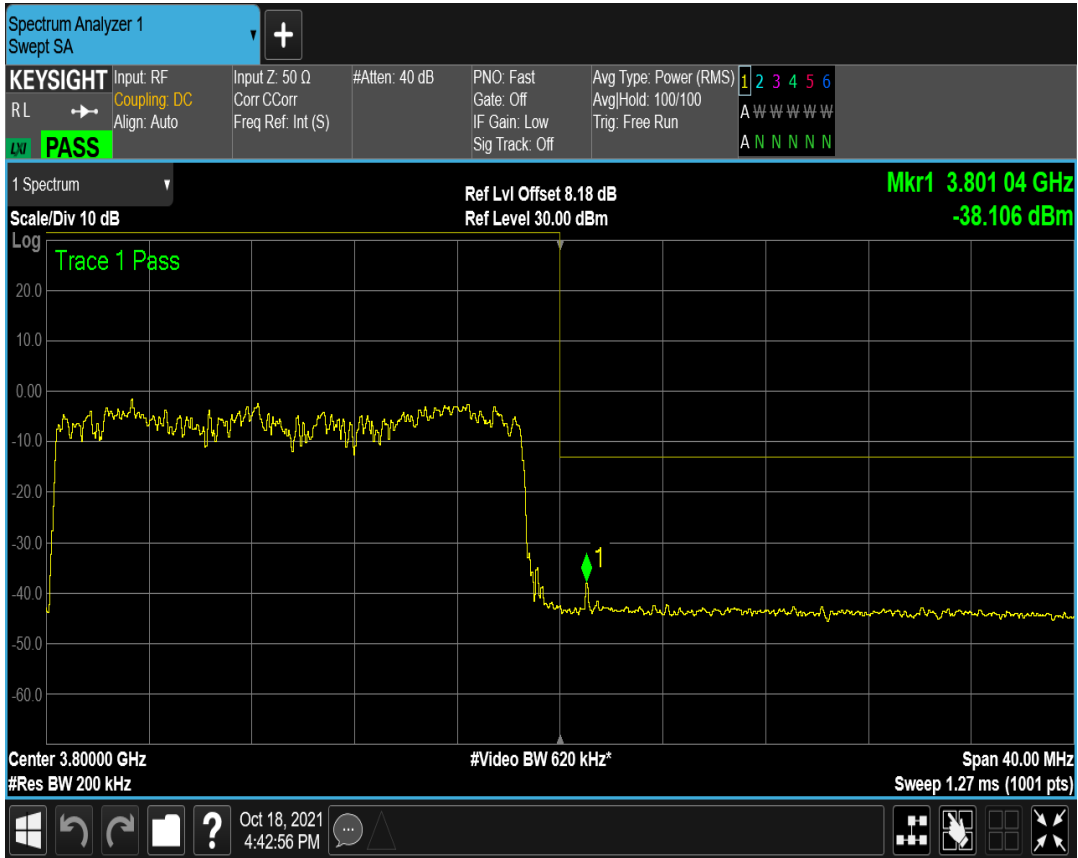 Spectrum Analyzer 1
Swept SA
KEYSIGHT
R L
LXI PASS
Input: RF
Coupling: DC
Align: Auto
Input Z: 50 Ω
Corr CCorr
Freq Ref: Int (S)
#Atten: 40 dB
PNO: Fast
Gate: Off
IF Gain: Low
Sig Track: Off
Avg Type: Power (RMS)
Avg|Hold: 100/100
Trig: Free Run
1 2 3 4 5 6
A W W W W W
A N N N N N
1 Spectrum
Scale/Div 10 dB
Ref Lvl Offset 8.18 dB
Ref Level 30.00 dBm
Mkr1 3.801 04 GHz
-38.106 dBm
Log
Trace 1 Pass
20.0
10.0
0.00
-10.0
-20.0
-30.0
1
-40.0
-50.0
-60.0
Center 3.80000 GHz
#Res BW 200 kHz
#Video BW 620 kHz*
Span 40.00 MHz
Sweep 1.27 ms (1001 pts)
?
Oct 18, 2021
4:42:56 PM